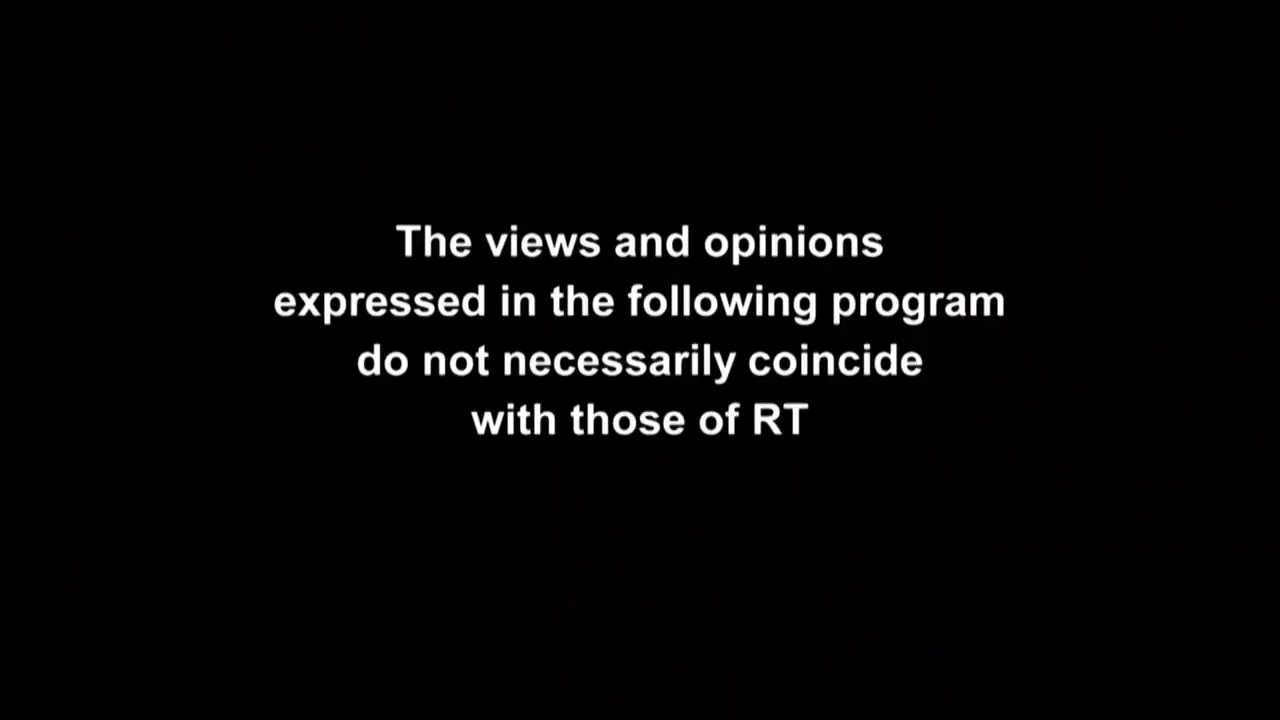 The views and opinions
expressed in the following program
do not necessarily coincide
with those of RT